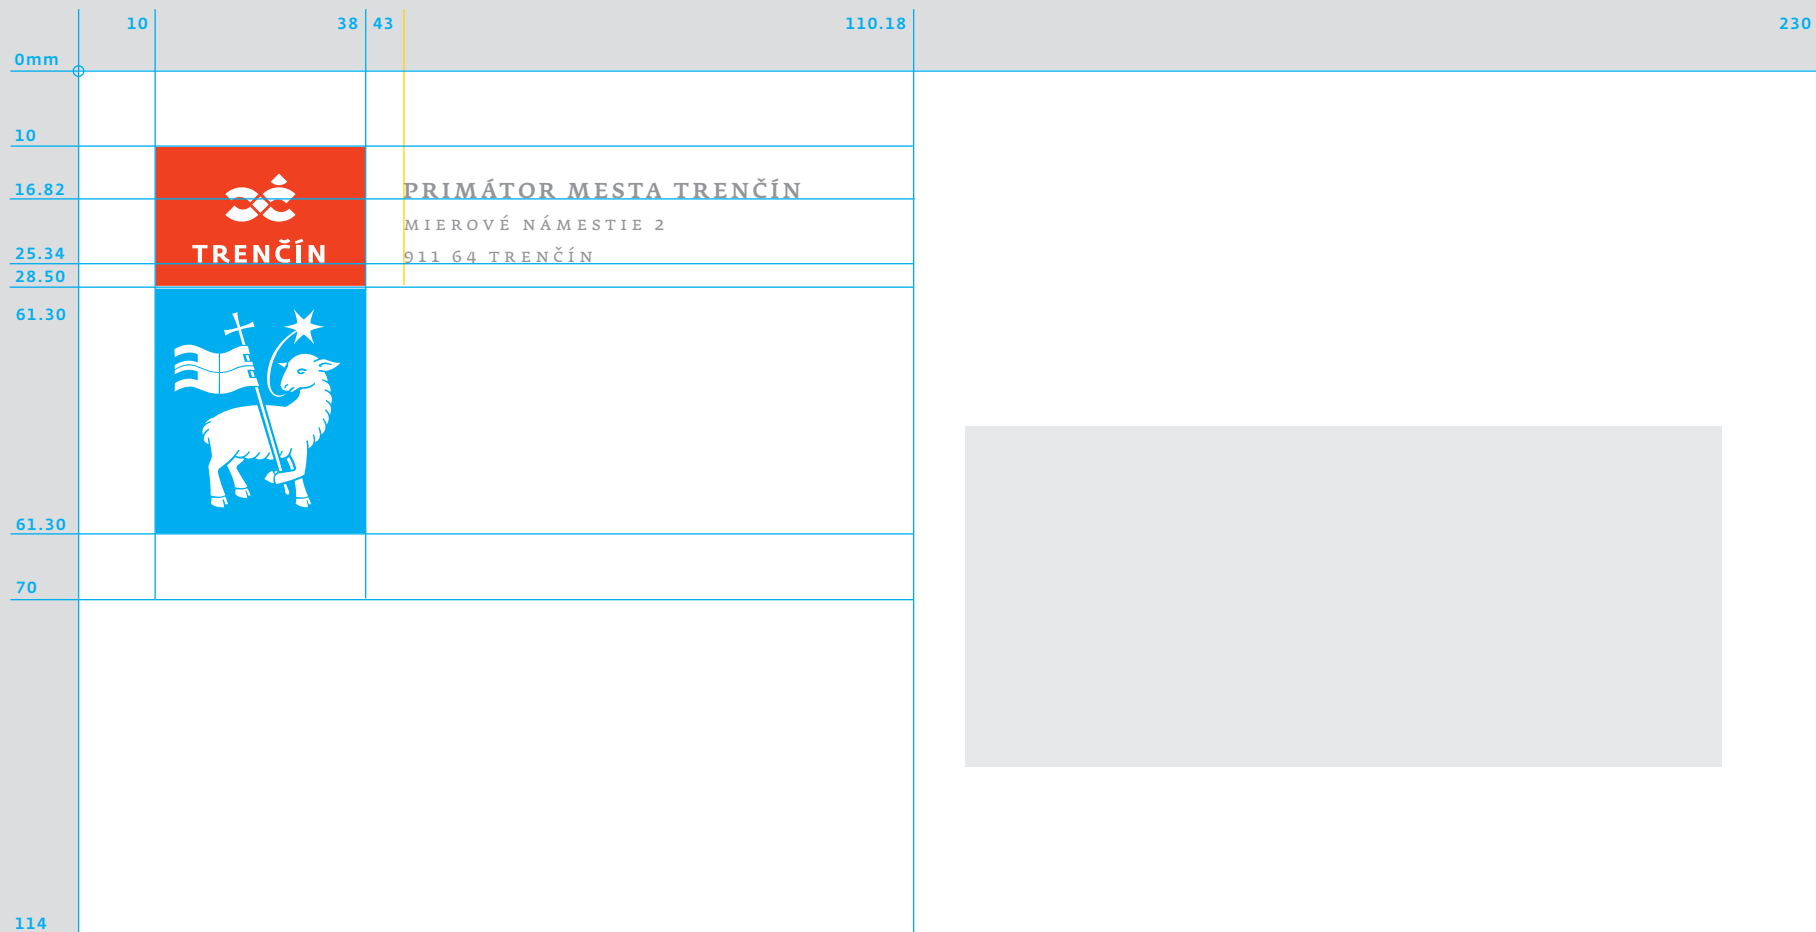 10 38 43 110.18 230
0mm
10
16.82
25.34
28.50
61.30
61.30
70
114
TRENČÍN
PRIMÁTOR MESTA TRENČÍN
MIEROVÉ NÁMESTIE 2
911 64 TRENČÍN